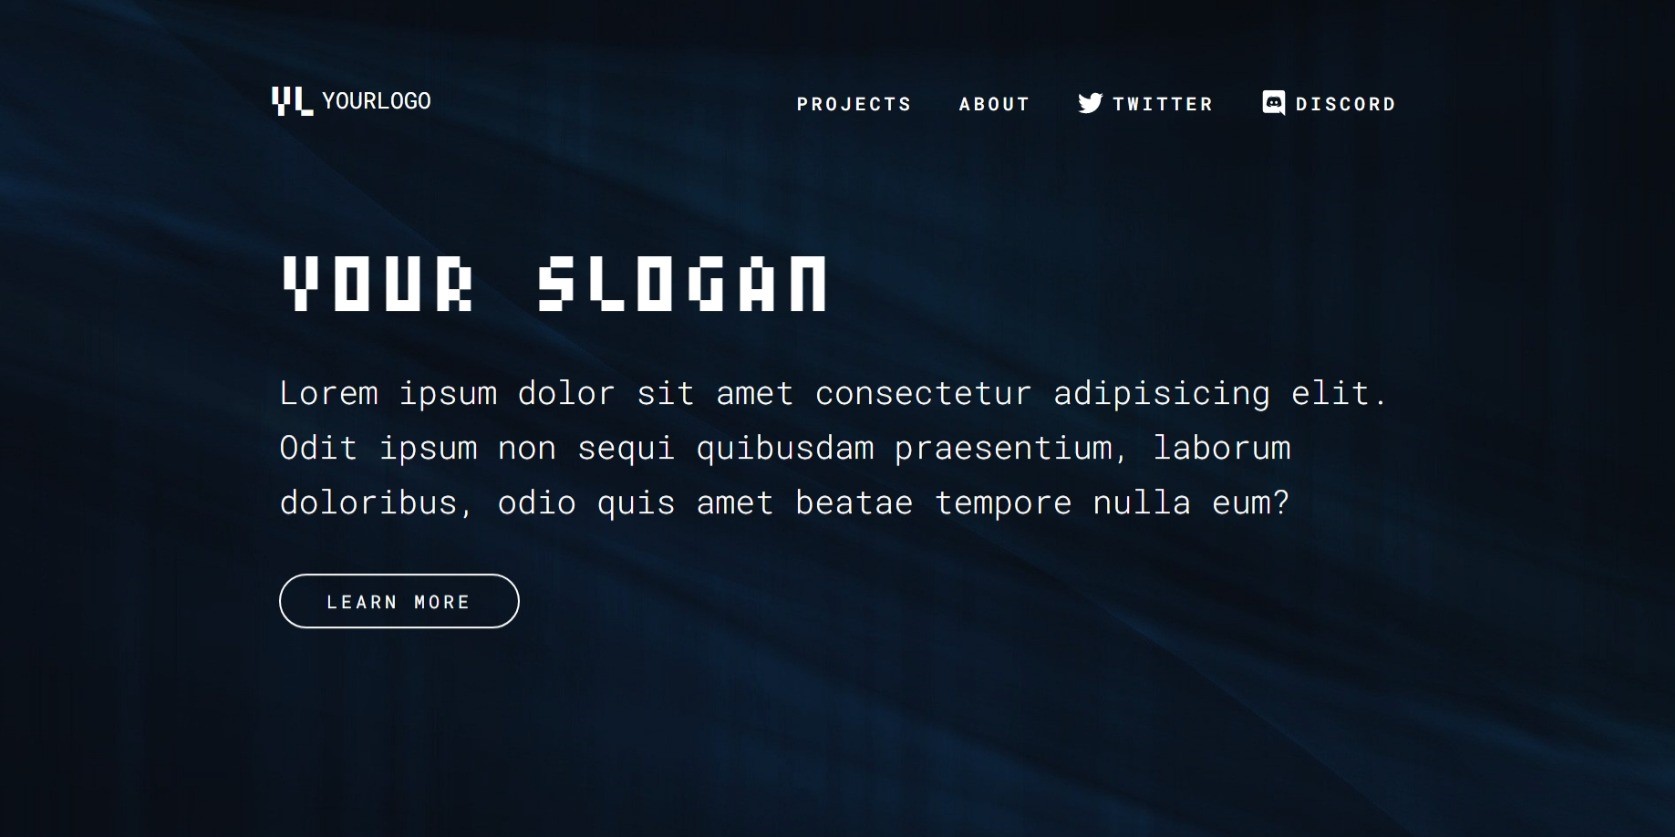 YL YOURLOGO
PROJECTS ABOUT TWITTER DISCORD
YOUR SLOGAN
Lorem ipsum dolor sit amet consectetur adipisicing elit.
Odit ipsum non sequi quibusdam praesentium, laborum
doloribus, odio quis amet beatae tempore nulla eum?
LEARN MORE